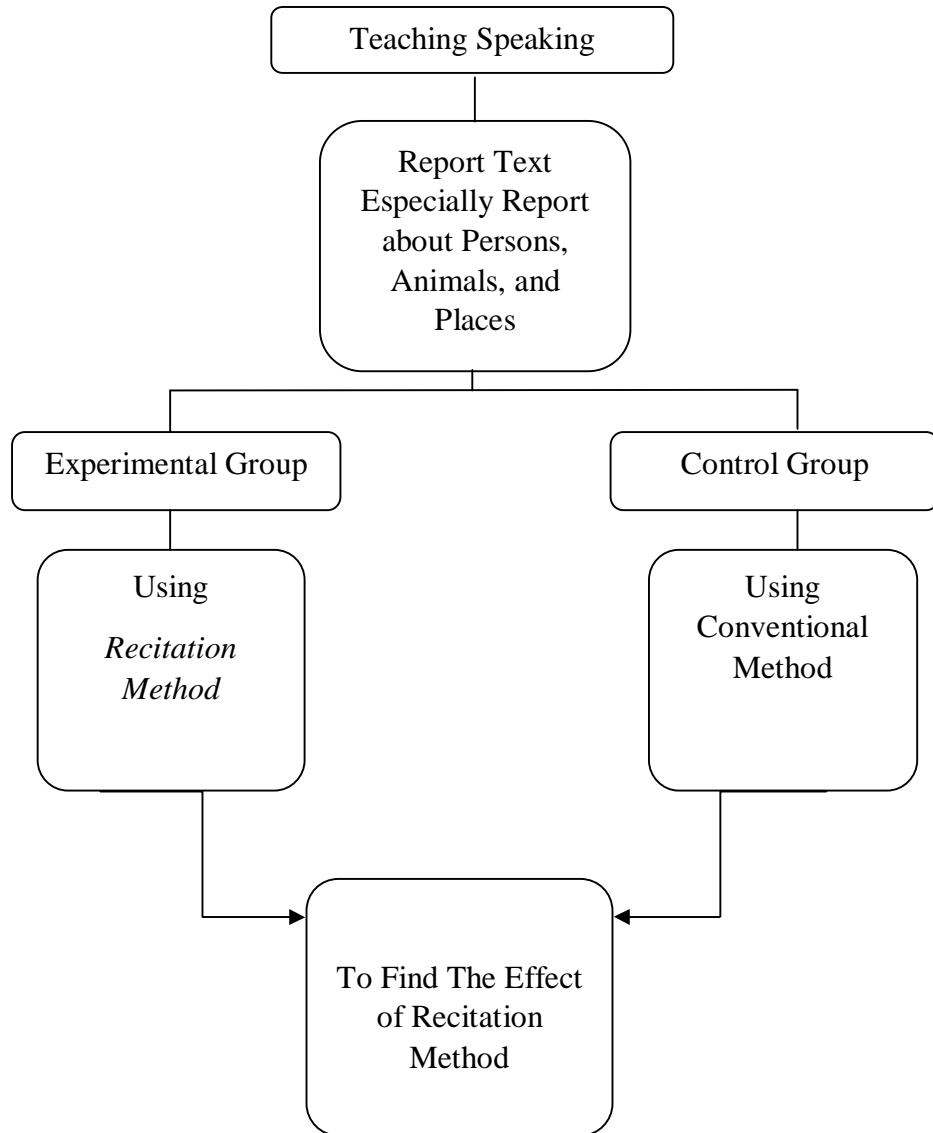 Teaching Speaking
Report Text
Especially Report
about Persons,
Animals, and
Places
Experimental Group
Control Group
Using
Recitation
Method
Using
Conventional
Method
To Find The Effect
of Recitation
Method